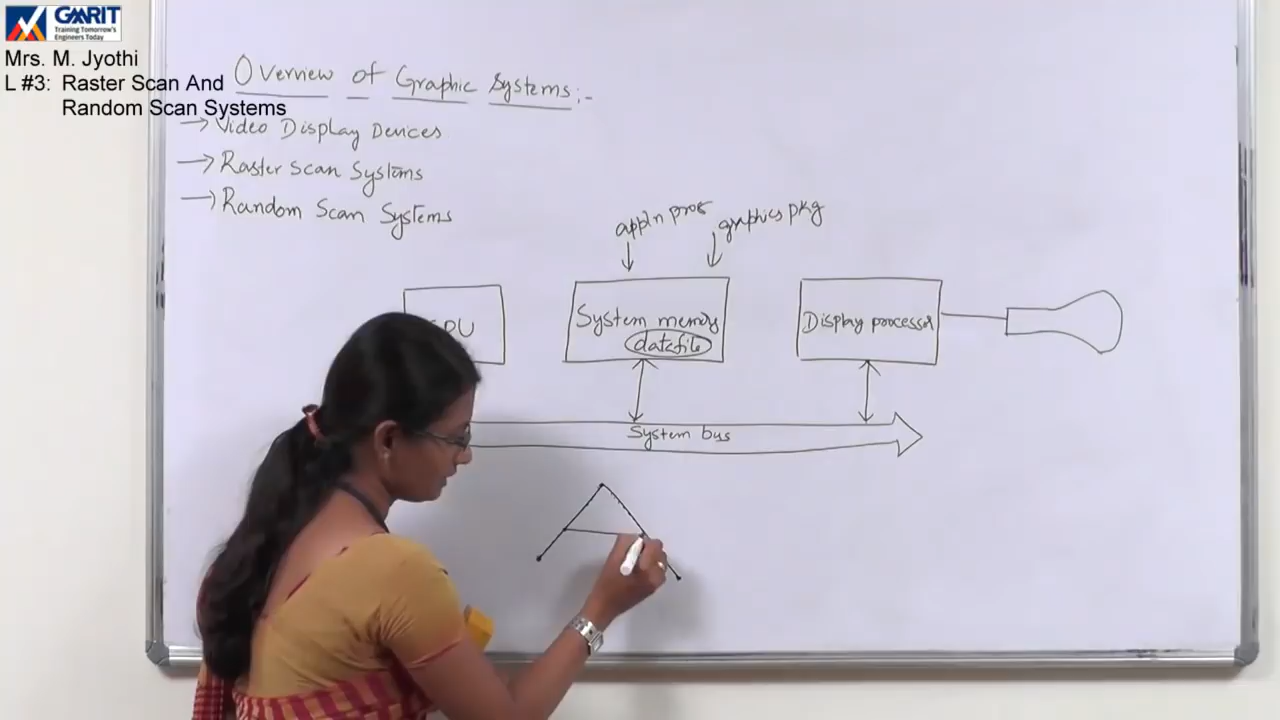 GMRIT
Training Tomorrow's
Engineers Today
Mrs. M. Jyothi
L #3: Raster Scan And
Random Scan Systems
Overview of Graphic Systems:-
→ Video Display Devices
→ Raster Scan Systems
→ Random Scan Systems
appln prog graphics pkg
CPU
System memory
datafile
Display processor
System bus